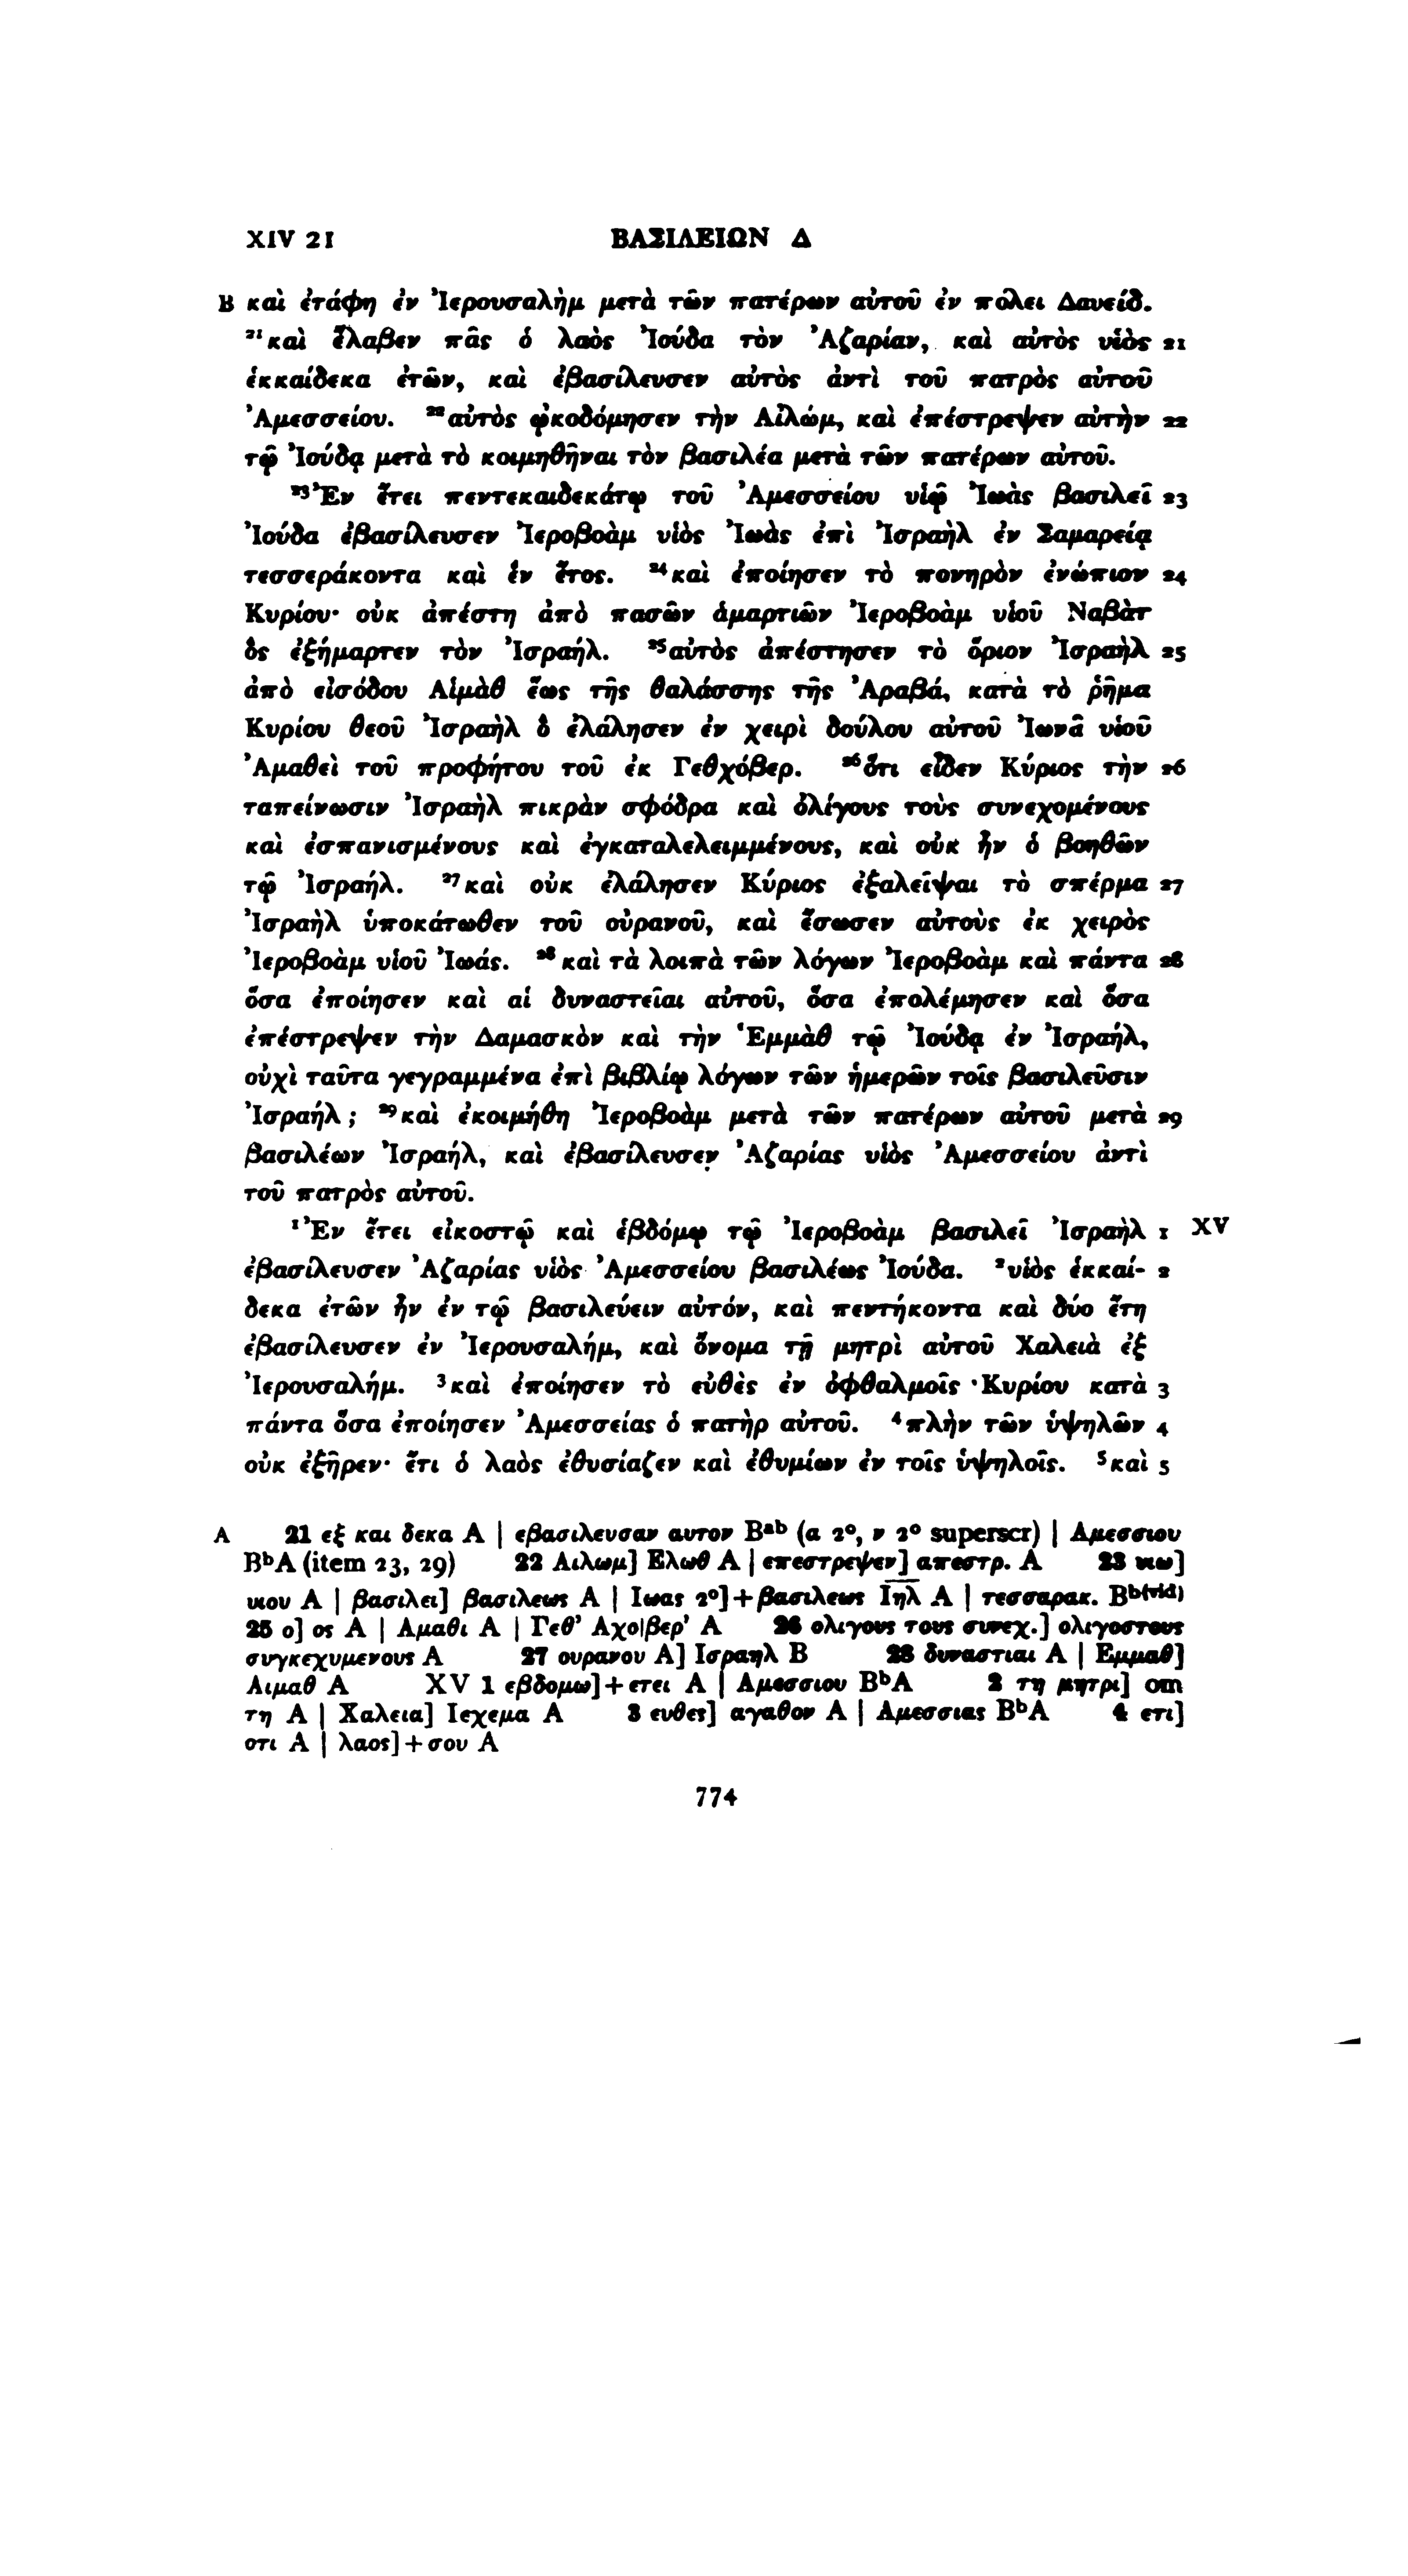 XIV 21 ΒΑΣΙΛΕΙΩΝ Δ
B καὶ ἐτάφη ἐν Ἰερουσαλὴμ μετὰ τῶν πατέρων αὐτοῦ ἐν πόλει Δαυείδ.
²¹καὶ ἔλαβεν πᾶς ὁ λαὸς Ἰούδα τὸν Ἀζαρίαν, καὶ αὐτὸς υἱὸς 21
ἑκκαίδεκα ἐτῶν, καὶ ἐβασίλευσεν αὐτὸς ἀντὶ τοῦ πατρὸς αὐτοῦ
Ἀμεσσείου. ²²αὐτὸς ᾠκοδόμησεν τὴν Αἰλώμ, καὶ ἐπέστρεψεν αὐτὴν 22
τῷ Ἰούδᾳ μετὰ τὸ κοιμηθῆναι τὸν βασιλέα μετὰ τῶν πατέρων αὐτοῦ.
²³Ἐν ἔτει πεντεκαιδεκάτῳ τοῦ Ἀμεσσείου υἱῷ Ἰωὰς βασιλεῖ 23
Ἰούδα ἐβασίλευσεν Ἰεροβοὰμ υἱὸς Ἰωὰς ἐπὶ Ἰσραὴλ ἐν Σαμαρείᾳ
τεσσεράκοντα καὶ ἓν ἔτος. ²⁴καὶ ἐποίησεν τὸ πονηρὸν ἐνώπιον 24
Κυρίου· οὐκ ἀπέστη ἀπὸ πασῶν ἁμαρτιῶν Ἰεροβοὰμ υἱοῦ Ναβὰτ
ὃς ἐξήμαρτεν τὸν Ἰσραήλ. ²⁵αὐτὸς ἀπέστησεν τὸ ὅριον Ἰσραὴλ 25
ἀπὸ εἰσόδου Αἱμὰθ ἕως τῆς θαλάσσης τῆς Ἀραβά, κατὰ τὸ ῥῆμα
Κυρίου θεοῦ Ἰσραὴλ ὃ ἐλάλησεν ἐν χειρὶ δούλου αὐτοῦ Ἰωνᾶ υἱοῦ
Ἀμαθεὶ τοῦ προφήτου τοῦ ἐκ Γεθχόβερ. ²⁶ὅτι εἶδεν Κύριος τὴν 26
ταπείνωσιν Ἰσραὴλ πικρὰν σφόδρα καὶ ὀλίγους τοὺς συνεχομένους
καὶ ἐσπανισμένους καὶ ἐγκαταλελειμμένους, καὶ οὐκ ἦν ὁ βοηθῶν
τῷ Ἰσραήλ. ²⁷καὶ οὐκ ἐλάλησεν Κύριος ἐξαλεῖψαι τὸ σπέρμα 27
Ἰσραὴλ ὑποκάτωθεν τοῦ οὐρανοῦ, καὶ ἔσωσεν αὐτοὺς ἐκ χειρὸς
Ἰεροβοὰμ υἱοῦ Ἰωάς. ²⁸καὶ τὰ λοιπὰ τῶν λόγων Ἰεροβοὰμ καὶ πάντα 28
ὅσα ἐποίησεν καὶ αἱ δυναστεῖαι αὐτοῦ, ὅσα ἐπολέμησεν καὶ ὅσα
ἐπέστρεψεν τὴν Δαμασκὸν καὶ τὴν Ἑμμὰθ τῷ Ἰούδᾳ ἐν Ἰσραήλ,
οὐχὶ ταῦτα γεγραμμένα ἐπὶ βιβλίῳ λόγων τῶν ἡμερῶν τοῖς βασιλεῦσιν
Ἰσραήλ; ²⁹καὶ ἐκοιμήθη Ἰεροβοὰμ μετὰ τῶν πατέρων αὐτοῦ μετὰ 29
βασιλέων Ἰσραήλ, καὶ ἐβασίλευσεν Ἀζαρίας υἱὸς Ἀμεσσείου ἀντὶ
τοῦ πατρὸς αὐτοῦ.
¹Ἐν ἔτει εἰκοστῷ καὶ ἑβδόμῳ τῷ Ἰεροβοὰμ βασιλεῖ Ἰσραὴλ 1 XV
ἐβασίλευσεν Ἀζαρίας υἱὸς Ἀμεσσείου βασιλέως Ἰούδα. ²υἱὸς ἑκκαί- 2
δεκα ἐτῶν ἦν ἐν τῷ βασιλεύειν αὐτόν, καὶ πεντήκοντα καὶ δύο ἔτη
ἐβασίλευσεν ἐν Ἰερουσαλήμ, καὶ ὄνομα τῇ μητρὶ αὐτοῦ Χαλειὰ ἐξ
Ἰερουσαλήμ. ³καὶ ἐποίησεν τὸ εὐθὲς ἐν ὀφθαλμοῖς Κυρίου κατὰ 3
πάντα ὅσα ἐποίησεν Ἀμεσσείας ὁ πατὴρ αὐτοῦ. ⁴πλὴν τῶν ὑψηλῶν 4
οὐκ ἐξῆρεν· ἔτι ὁ λαὸς ἐθυσίαζεν καὶ ἐθυμίων ἐν τοῖς ὑψηλοῖς. ⁵καὶ 5
A 21 εξ και δεκα A | εβασιλευσαν αυτον Bᵃᵇ (α 2º, ν 2º superscr) | Αμεσσιου
BᵇA (item 23, 29) 22 Αιλωμ] Ελωθ A | επεστρεψεν] απεστρ. A 23 υιω]
υιου A | βασιλει] βασιλεως A | Ιωας 2º] + βασιλεως Ιηλ̅ A | τεσσαρακ. Bᵇ⁽ᵛⁱᵈ⁾
25 ο] ος A | Αμαθι A | Γεθ’ Αχο|βερ’ A 26 ολιγους τους συνεχ.] ολιγοστους
συγκεχυμενους A 27 ουρανου A] Ισραηλ B 28 δυναστιαι A | Εμμαθ]
Αιμαθ A XV 1 εβδομω] + ετει A | Αμεσσιου BᵇA 2 τη μητρι] om
τη A | Χαλεια] Ιεχεμα A 3 ευθες] αγαθον A | Αμεσσιας BᵇA 4 ετι]
οτι A | λαος] + σου A
774